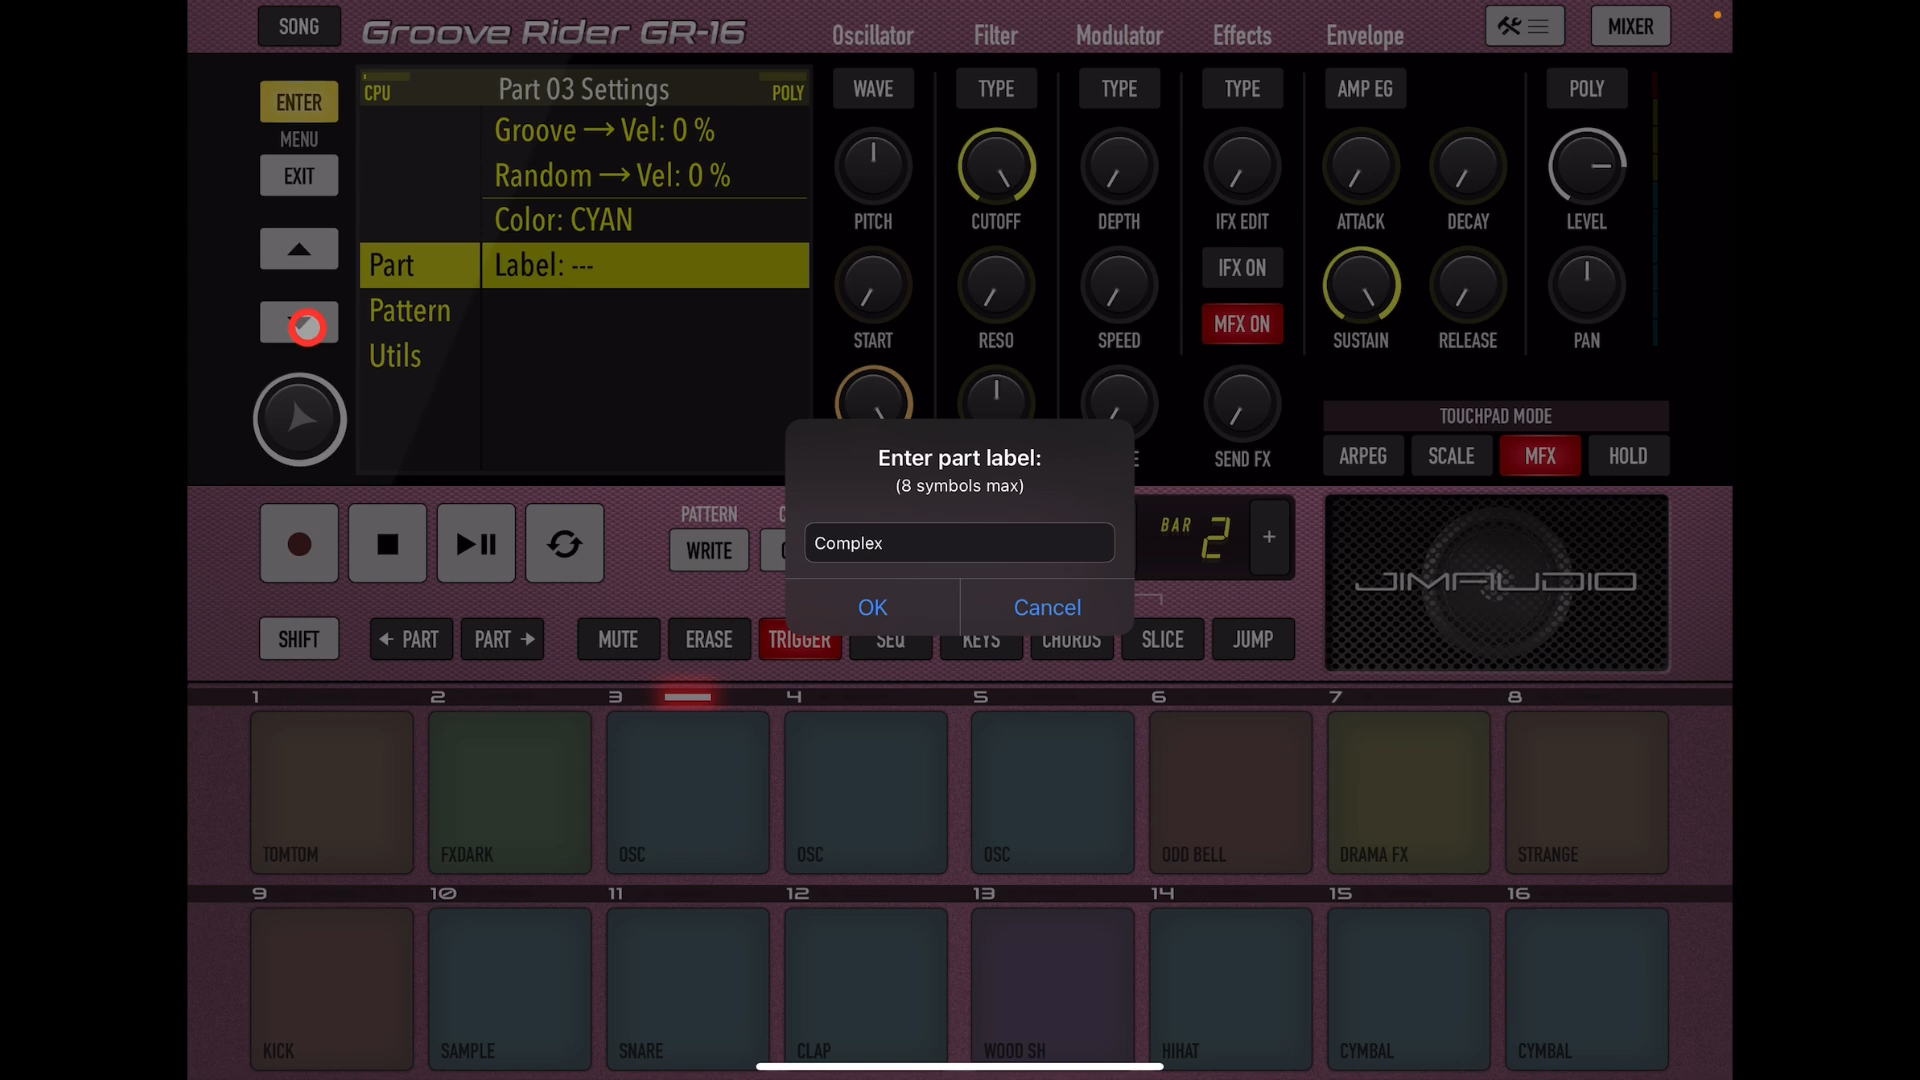 SONG
Groove Rider GR-16
Oscillator
Filter
Modulator
Effects
Envelope
MIXER
ENTER
MENU
EXIT
CPU
Part 03 Settings
POLY
Groove → Vel: 0 %
Random → Vel: 0 %
Color: CYAN
Part
Label: ---
Pattern
Utils
WAVE
TYPE
TYPE
TYPE
AMP EG
POLY
PITCH
CUTOFF
DEPTH
IFX EDIT
ATTACK
DECAY
LEVEL
IFX ON
MFX ON
START
RESO
SPEED
SUSTAIN
RELEASE
PAN
SEND FX
TOUCHPAD MODE
ARPEG
SCALE
MFX
HOLD
Enter part label:
(8 symbols max)
Complex
OK
Cancel
PATTERN
WRITE
BAR 2
+
JIMAUDIO
SHIFT
← PART
PART →
MUTE
ERASE
TRIGGER
SEQ
KEYS
CHORDS
SLICE
JUMP
1 2 3 4 5 6 7 8
TOMTOM
FXDARK
OSC
OSC
OSC
ODD BELL
DRAMA FX
STRANGE
9 10 11 12 13 14 15 16
KICK
SAMPLE
SNARE
CLAP
WOOD SH
HIHAT
CYMBAL
CYMBAL